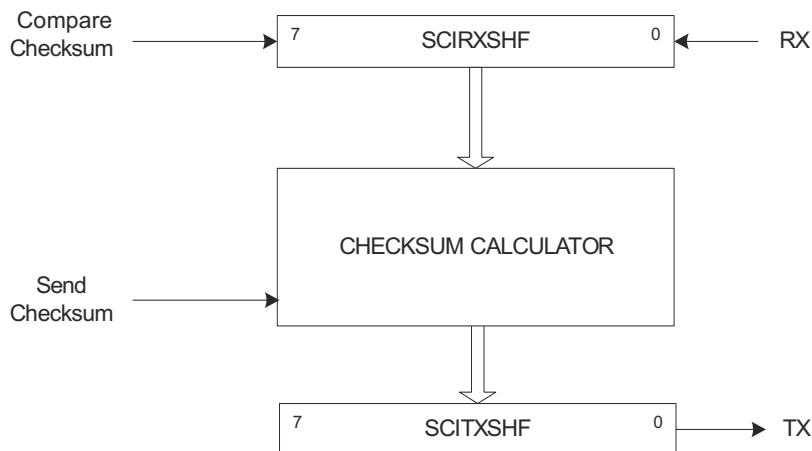 Compare
Checksum
7 SCIRXSHF 0
RX
CHECKSUM CALCULATOR
Send
Checksum
7 SCITXSHF 0
TX